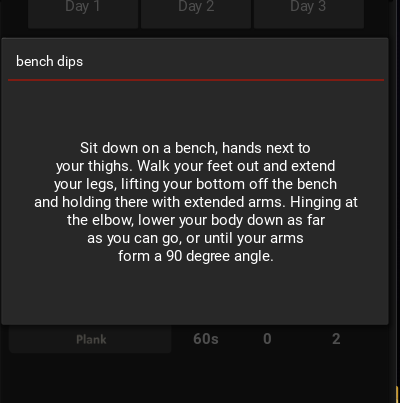 Day 1 Day 2 Day 3
bench dips
Sit down on a bench, hands next to
your thighs. Walk your feet out and extend
your legs, lifting your bottom off the bench
and holding there with extended arms. Hinging at
the elbow, lower your body down as far
as you can go, or until your arms
form a 90 degree angle.
Plank 60s 0 2